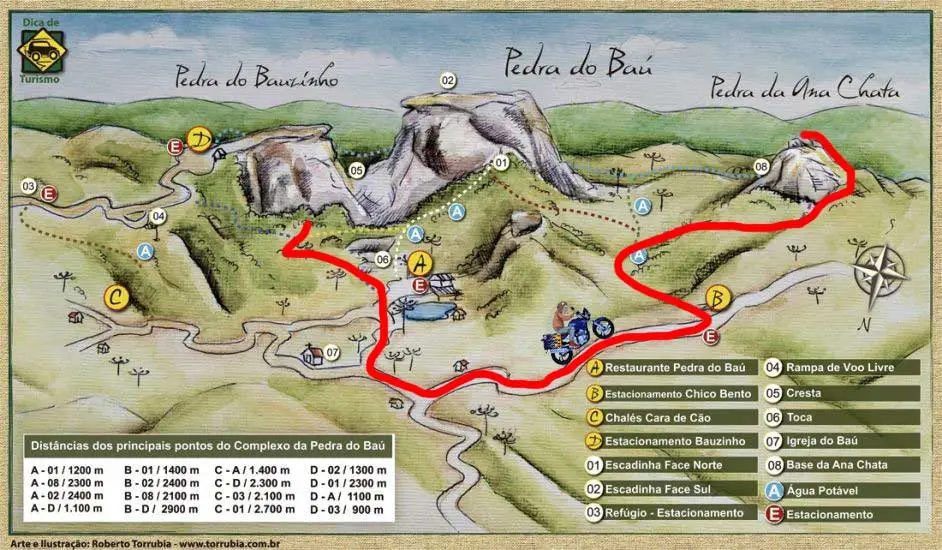 Dica de
Turismo
Pedra do Bauzinho
Pedra do Baú
Pedra da Ana Chata
02
D
E
05
01
08
03
E
A
04
A
A
A
A
06
A
E
C
B
E
N
07
A Restaurante Pedra do Baú
B Estacionamento Chico Bento
C Chalés Cara de Cão
D Estacionamento Bauzinho
01 Escadinha Face Norte
02 Escadinha Face Sul
03 Refúgio - Estacionamento
04 Rampa de Voo Livre
05 Cresta
06 Toca
07 Igreja do Baú
08 Base da Ana Chata
A Água Potável
E Estacionamento
Distâncias dos principais pontos do Complexo da Pedra do Baú
A - 01 / 1200 m B - 01 / 1400 m C - A / 1.400 m D - 02 / 1300 m
A - 08 / 2300 m B - 02 / 2400 m C - D / 2.300 m D - 01 / 2300 m
A - 02 / 2400 m B - 08 / 2100 m C - 03 / 2.100 m D - A / 1100 m
A - D / 1.100 m B - D / 2900 m C - 01 / 2.700 m D - 03 / 900 m
Arte e Ilustração: Roberto Torrubia - www.torrubia.com.br